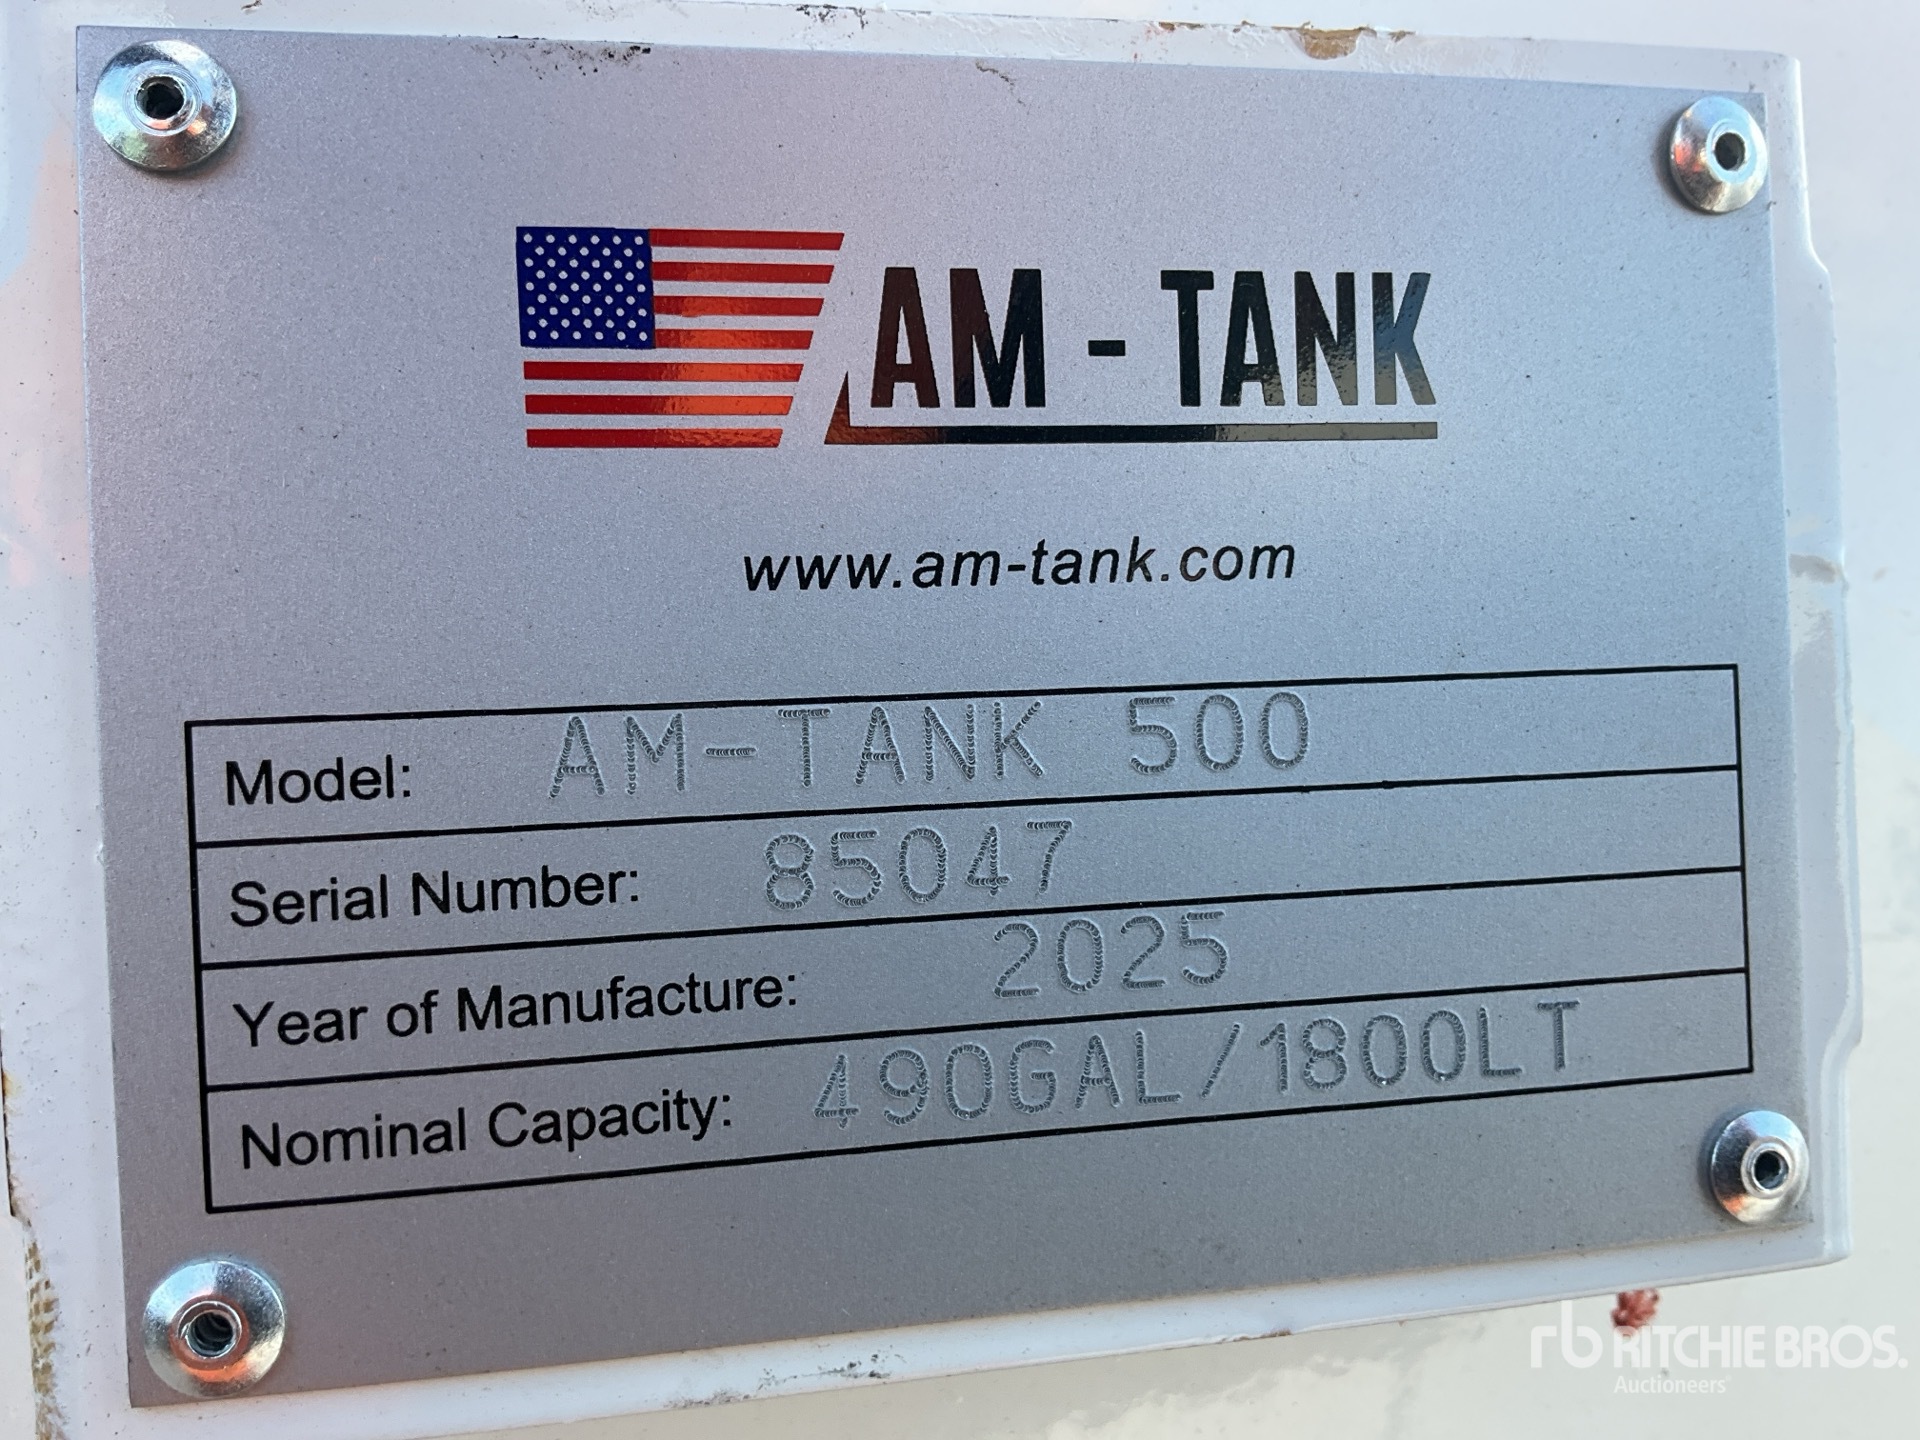 AM - TANK
www.am-tank.com
Model: AM-TANK 500
Serial Number: 85047
Year of Manufacture: 2025
Nominal Capacity: 490GAL/1800LT
rb RITCHIE BROS.
Auctioneers